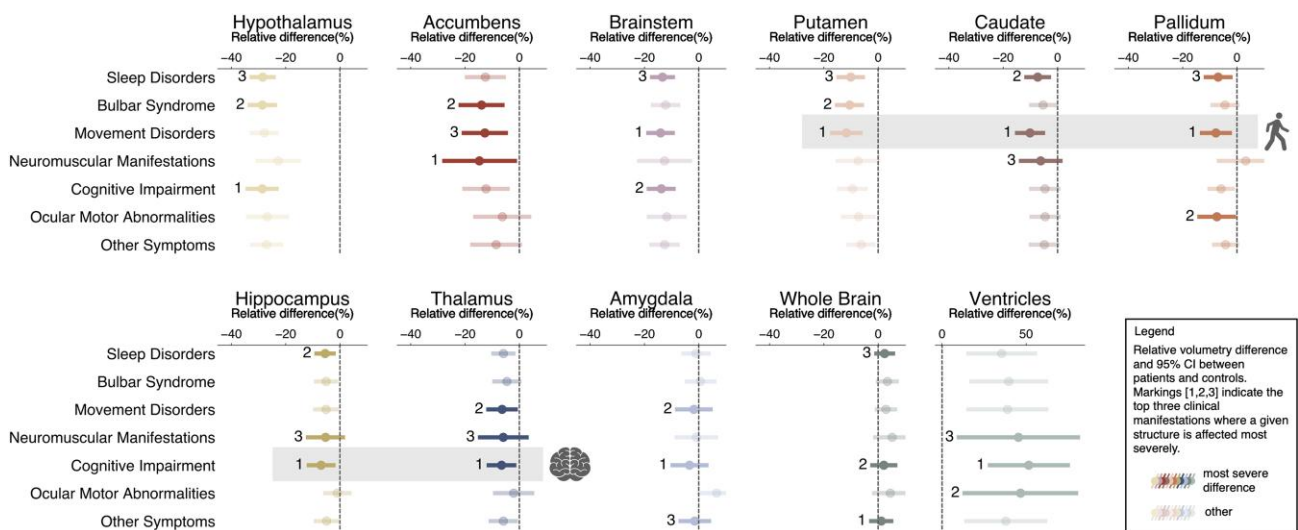 Hypothalamus Accumbens Brainstem Putamen Caudate Pallidum
Relative difference(%) Relative difference(%) Relative difference(%) Relative difference(%) Relative difference(%) Relative difference(%)
−40 −20 0 −40 −20 0 −40 −20 0 −40 −20 0 −40 −20 0 −40 −20 0
Sleep Disorders 3 3 3 2 3
Bulbar Syndrome 2 2 2
Movement Disorders 3 1 1 1 1
Neuromuscular Manifestations 1 3
Cognitive Impairment 1 2
Ocular Motor Abnormalities 2
Other Symptoms
Hippocampus Thalamus Amygdala Whole Brain Ventricles
Relative difference(%) Relative difference(%) Relative difference(%) Relative difference(%) Relative difference(%)
−40 −20 0 −40 −20 0 −40 −20 0 −40 −20 0 0 50
Sleep Disorders 2 3
Bulbar Syndrome
Movement Disorders 2 2
Neuromuscular Manifestations 3 3 3
Cognitive Impairment 1 1 1 2 1
Ocular Motor Abnormalities 2
Other Symptoms 3 1
Legend
Relative volumetry difference
and 95% CI between
patients and controls.
Markings [1,2,3] indicate the
top three clinical
manifestations where a given
structure is affected most
severely.
most severe
difference
other